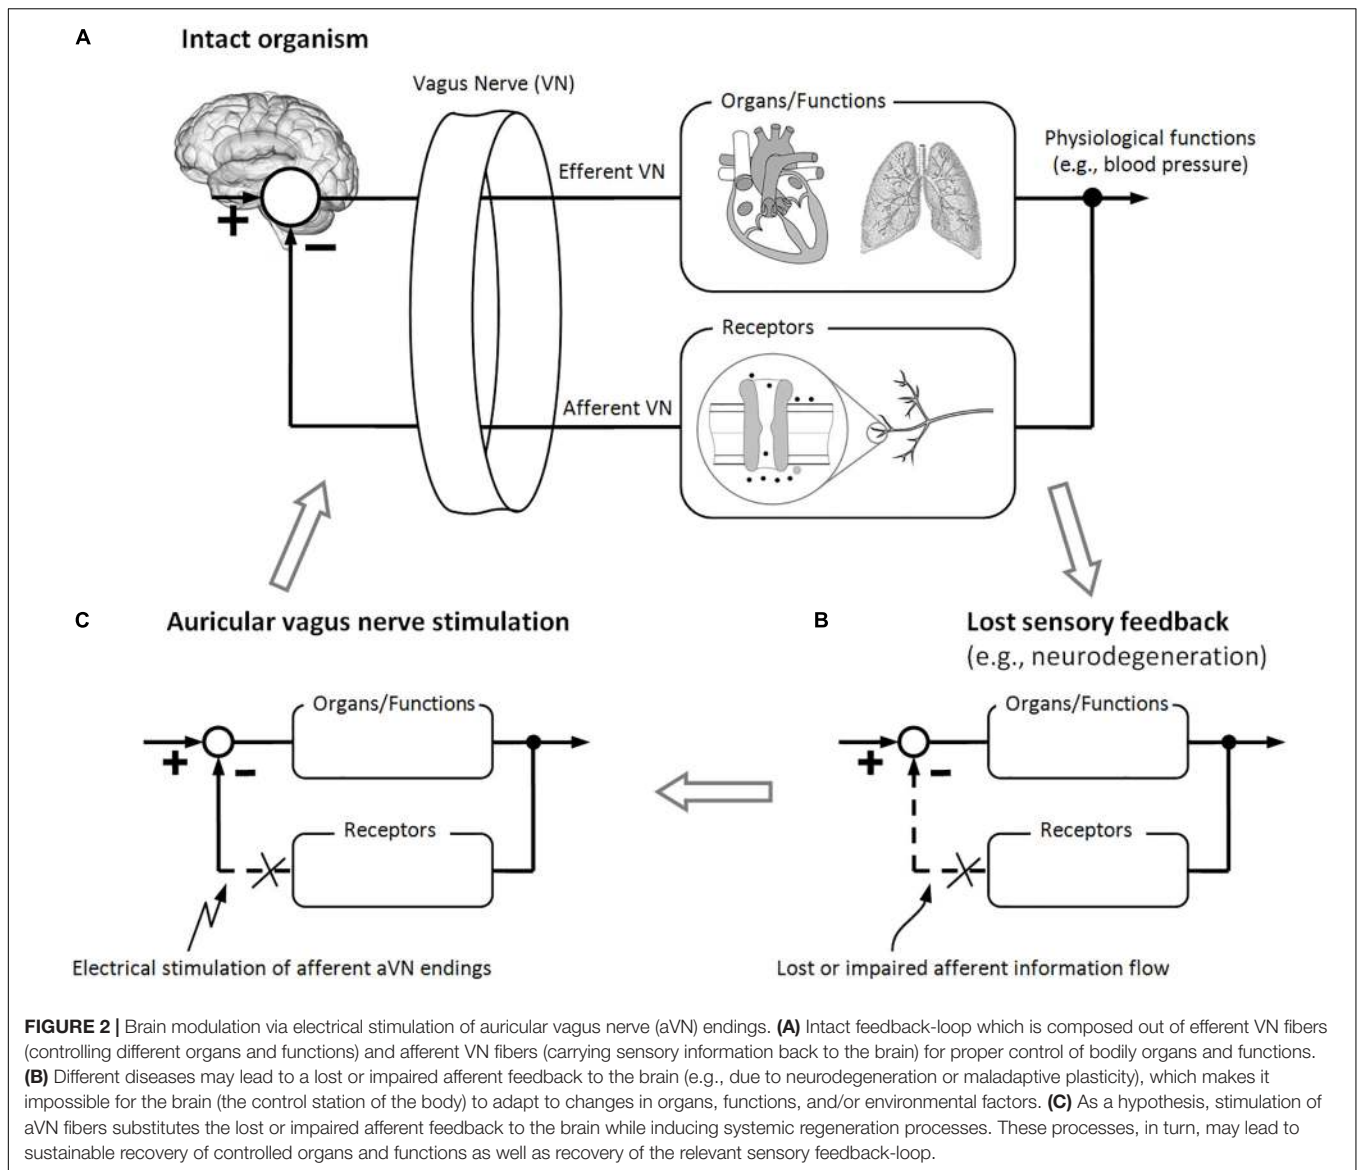 A
Intact organism
Vagus Nerve (VN)
Organs/Functions
Efferent VN
Physiological functions
(e.g., blood pressure)
+
−
Receptors
Afferent VN
C
Auricular vagus nerve stimulation
Organs/Functions
+
−
Receptors
Electrical stimulation of afferent aVN endings
B
Lost sensory feedback
(e.g., neurodegeneration)
Organs/Functions
+
−
Receptors
Lost or impaired afferent information flow
FIGURE 2 | Brain modulation via electrical stimulation of auricular vagus nerve (aVN) endings. (A) Intact feedback-loop which is composed out of efferent VN fibers
(controlling different organs and functions) and afferent VN fibers (carrying sensory information back to the brain) for proper control of bodily organs and functions.
(B) Different diseases may lead to a lost or impaired afferent feedback to the brain (e.g., due to neurodegeneration or maladaptive plasticity), which makes it
impossible for the brain (the control station of the body) to adapt to changes in organs, functions, and/or environmental factors. (C) As a hypothesis, stimulation of
aVN fibers substitutes the lost or impaired afferent feedback to the brain while inducing systemic regeneration processes. These processes, in turn, may lead to
sustainable recovery of controlled organs and functions as well as recovery of the relevant sensory feedback-loop.